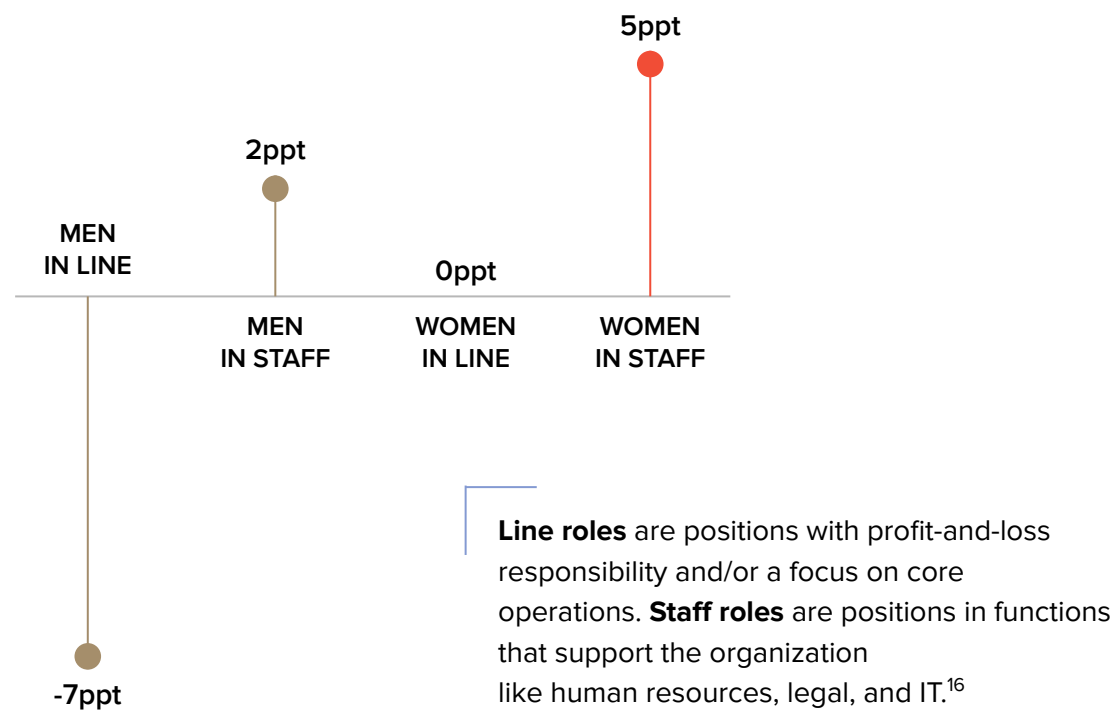 5ppt
2ppt
MEN
IN LINE
0ppt
MEN
IN STAFF
WOMEN
IN LINE
WOMEN
IN STAFF
-7ppt
Line roles are positions with profit-and-loss
responsibility and/or a focus on core
operations. Staff roles are positions in functions
that support the organization
like human resources, legal, and IT.16